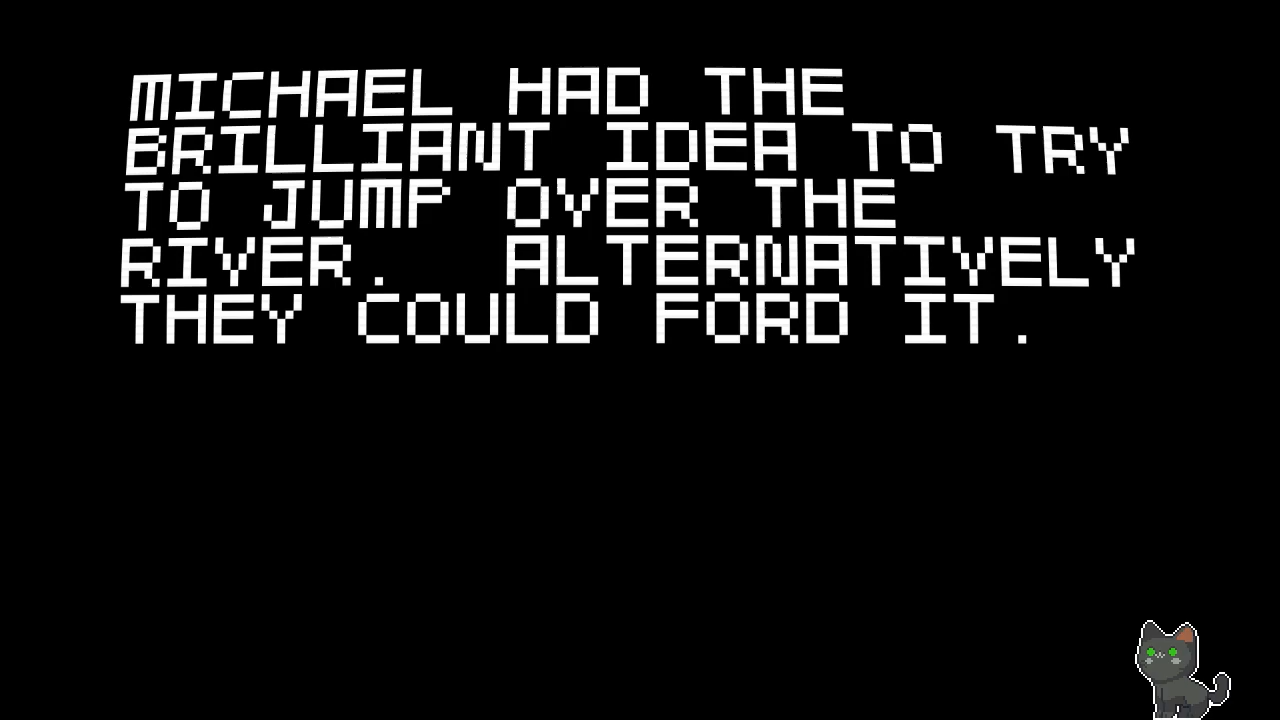 MICHAEL HAD THE
BRILLIANT IDEA TO TRY
TO JUMP OVER THE
RIVER.  ALTERNATIVELY
THEY COULD FORD IT.